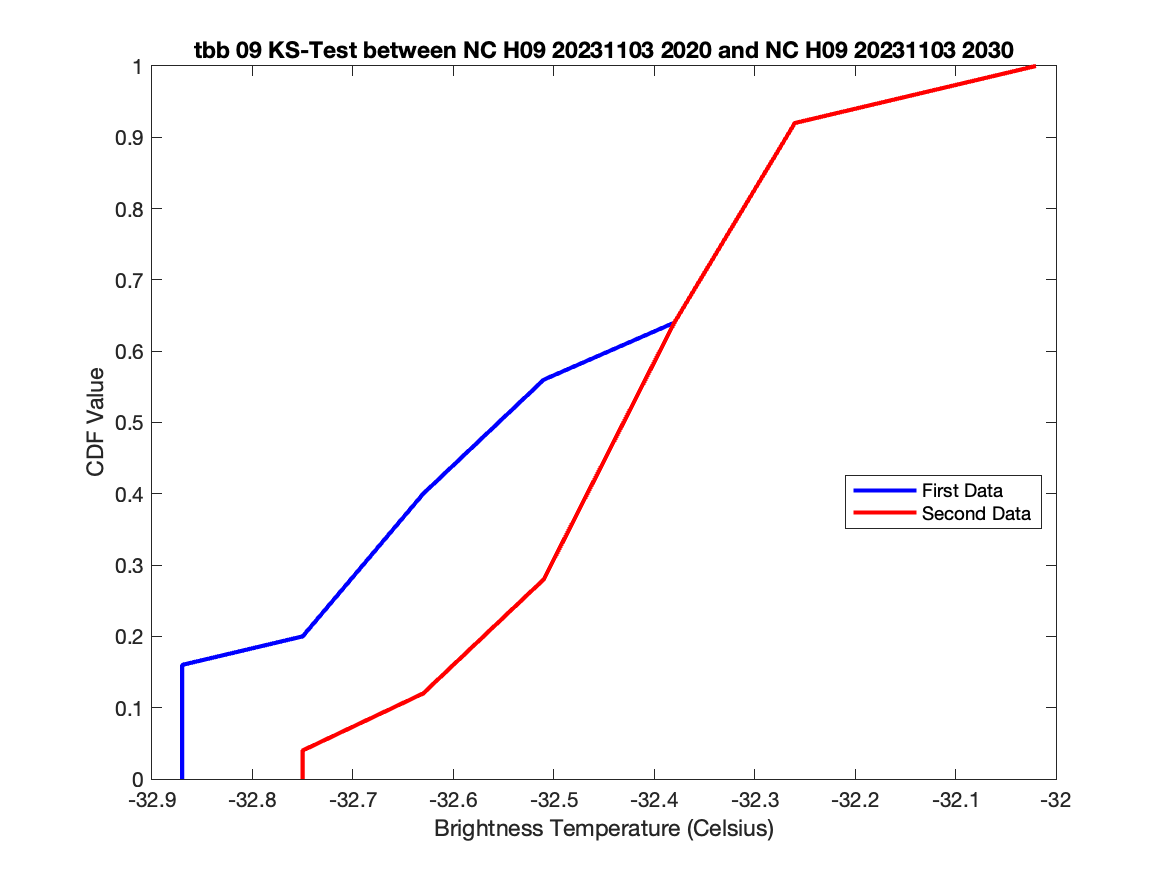 tbb 09 KS-Test between NC H09 20231103 2020 and NC H09 20231103 2030
1
0.9
0.8
0.7
0.6
0.5
0.4
0.3
0.2
0.1
0
CDF Value
First Data
Second Data
-32.9 -32.8 -32.7 -32.6 -32.5 -32.4 -32.3 -32.2 -32.1 -32
Brightness Temperature (Celsius)